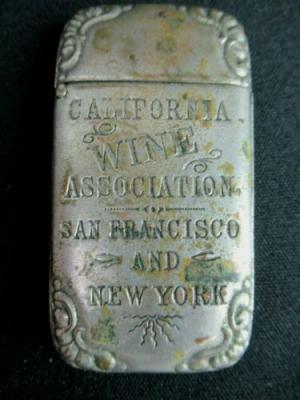 CALIFORNIA
WINE
ASSOCIATION.
SAN FRANCISCO
AND
NEW YORK